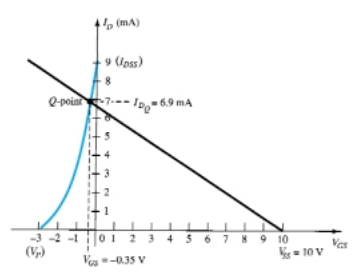 I_D (mA)
9 (I_DSS)
8
Q-point 7 I_DQ = 6.9 mA
6
5
4
3
2
1
-3 -2 -1 0 1 2 3 4 5 6 7 8 9 10 V_GS
(V_P) V_GS = -0.35 V V_SS = 10 V